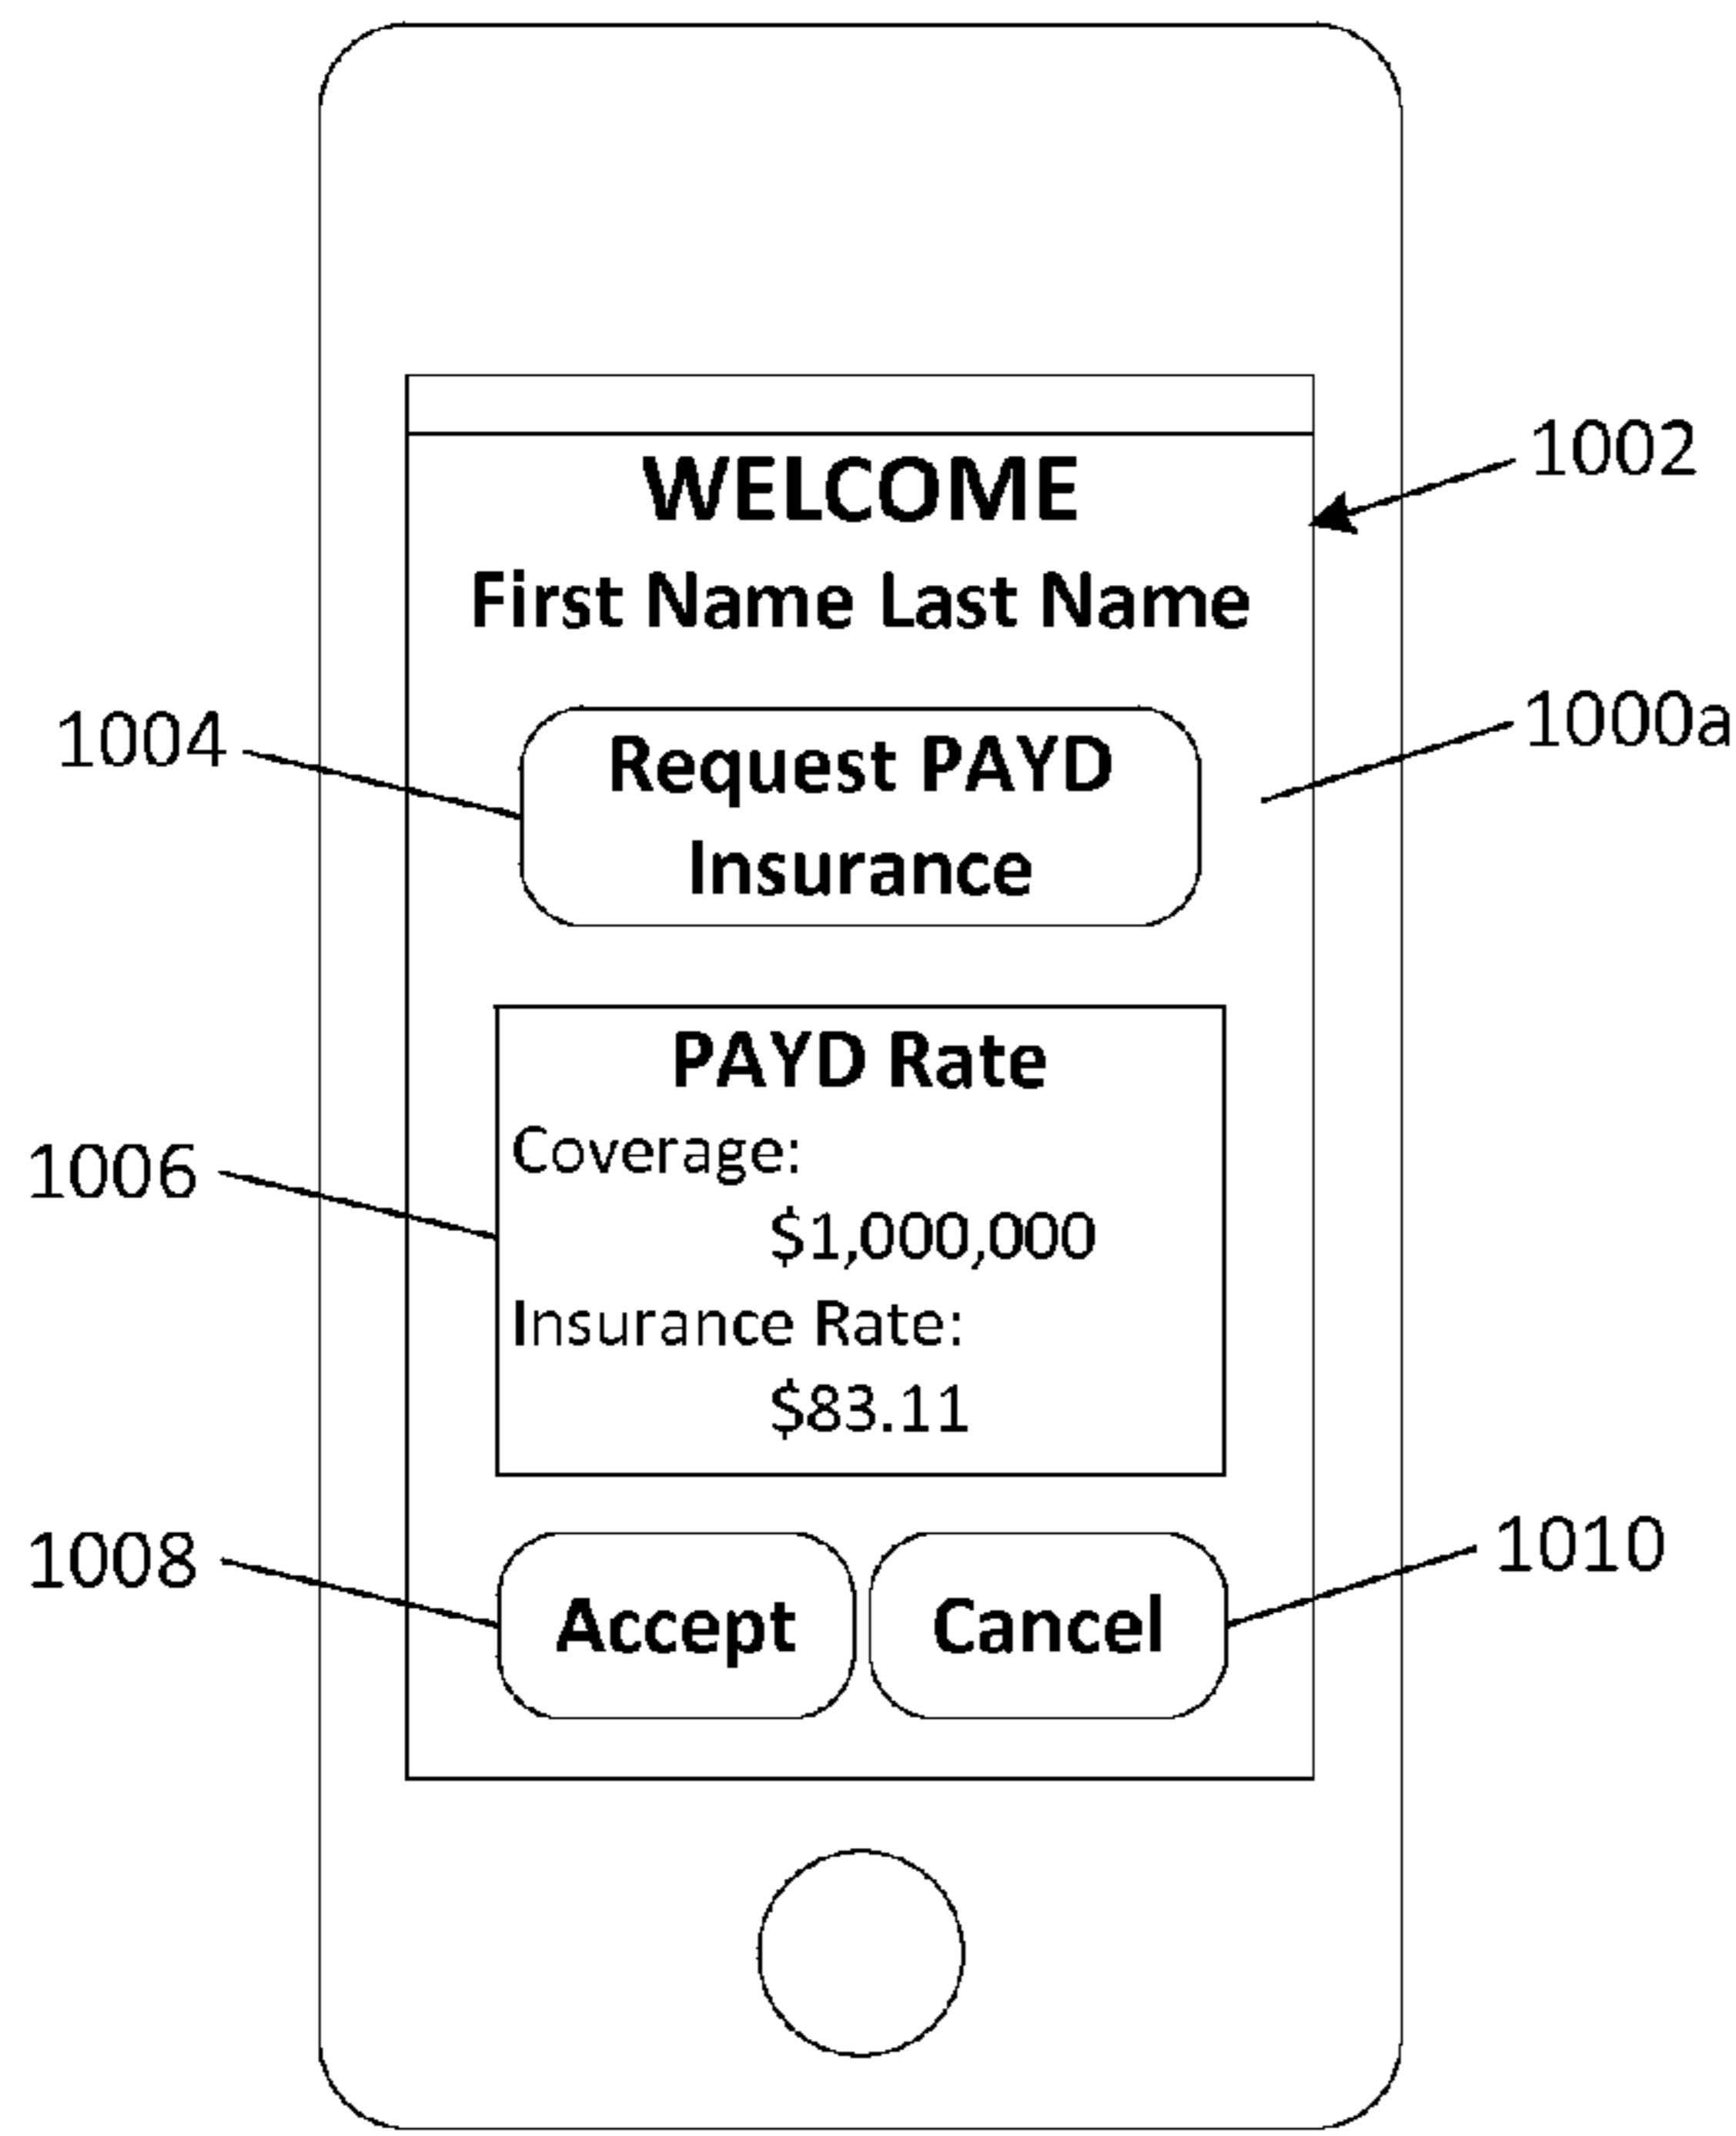 1002
WELCOME
First Name Last Name
1004
1000a
Request PAYD
Insurance
PAYD Rate
1006
Coverage:
$1,000,000
Insurance Rate:
$83.11
1008
1010
Accept
Cancel